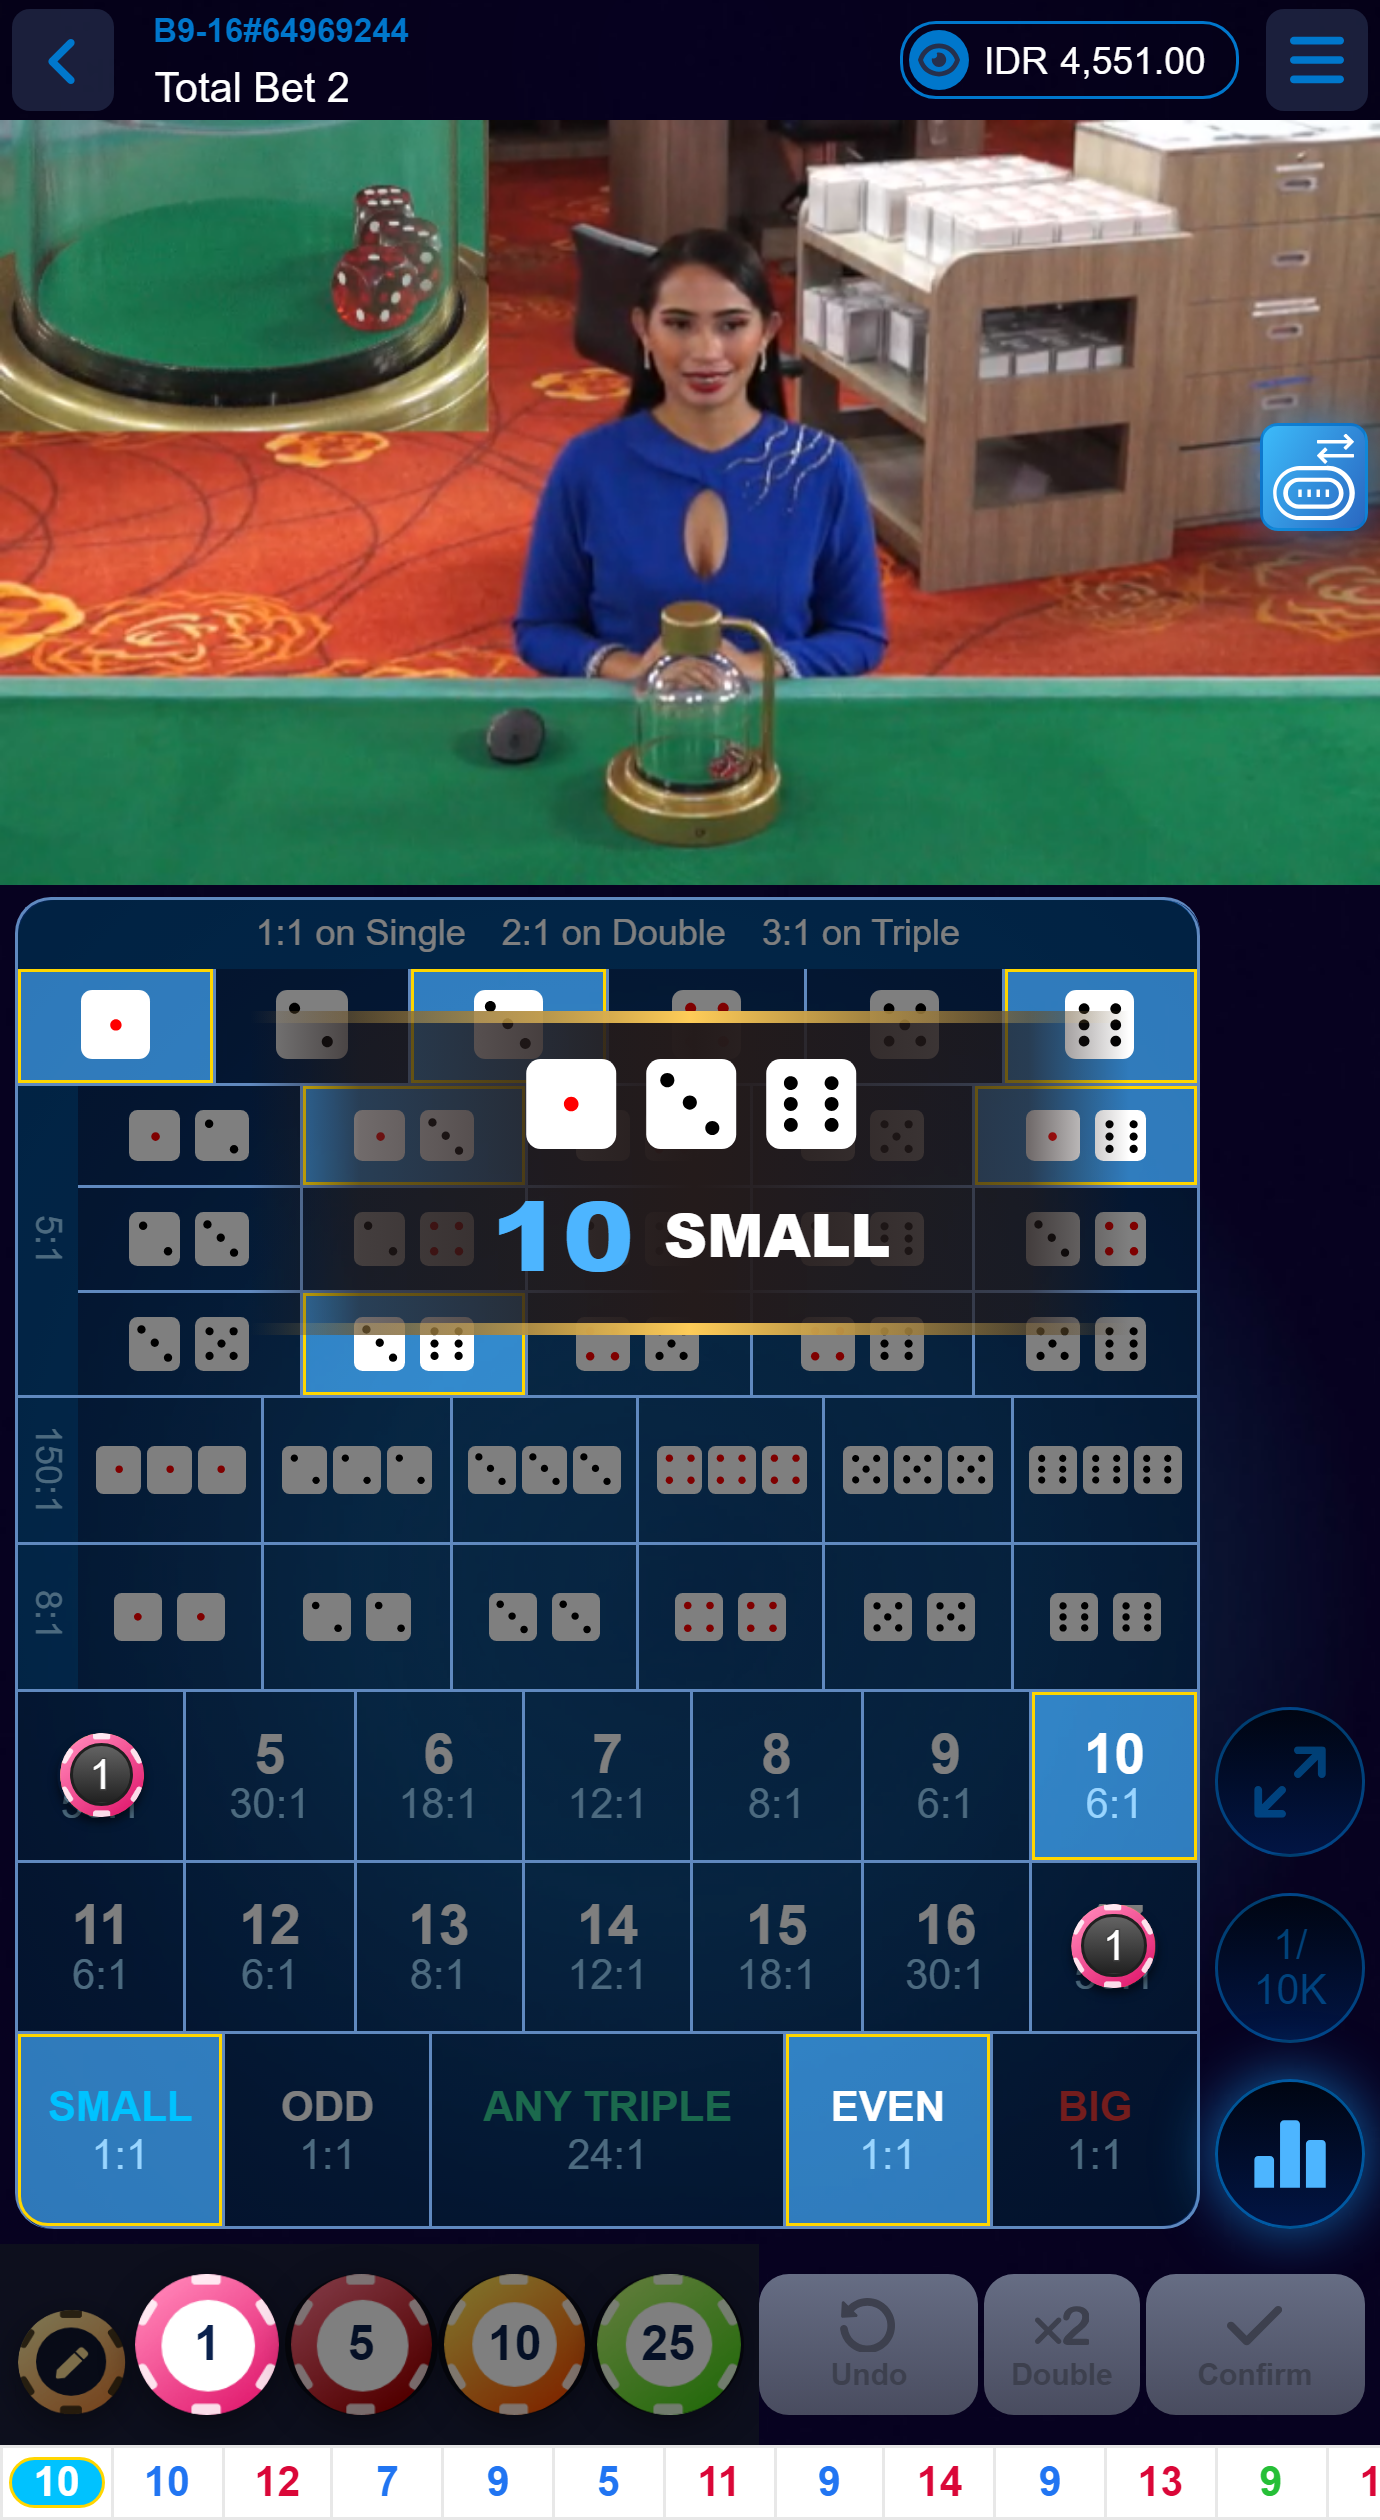 B9-16#64969244
Total Bet 2
IDR 4,551.00
1:1 on Single 2:1 on Double 3:1 on Triple
10 SMALL
5:1
150:1
8:1
1
5 6 7 8 9 10
30:1 18:1 12:1 8:1 6:1 6:1
11 12 13 14 15 16
1
6:1 6:1 8:1 12:1 18:1 30:1
1/
10K
SMALL ODD ANY TRIPLE EVEN BIG
1:1 1:1 24:1 1:1 1:1
1 5 10 25
x2
Undo Double Confirm
10 10 12 7 9 5 11 9 14 9 13 9